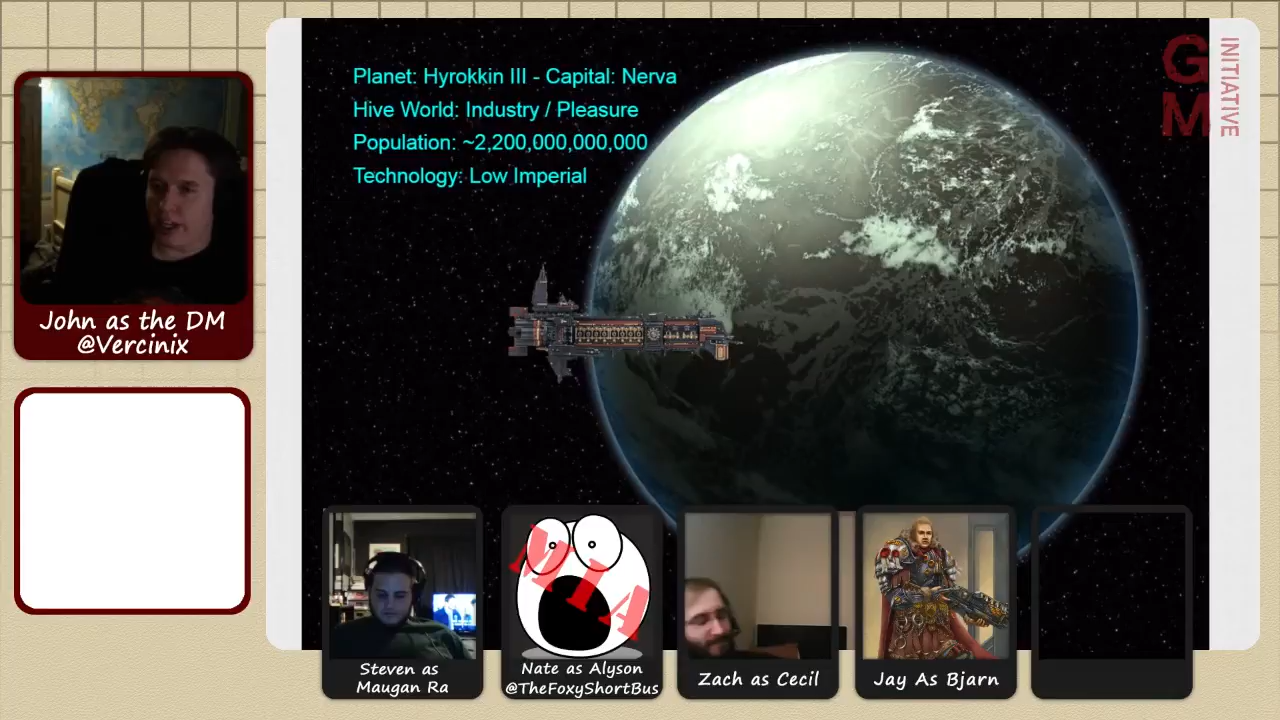 Planet: Hyrokkin III - Capital: Nerva
Hive World: Industry / Pleasure
Population: ~2,200,000,000,000
Technology: Low Imperial
GM
INITIATIVE
John as the DM
@Vercinix
MIA
Steven as
Maugan Ra
Nate as Alyson
@TheFoxyShortBus
Zach as Cecil
Jay As Bjarn